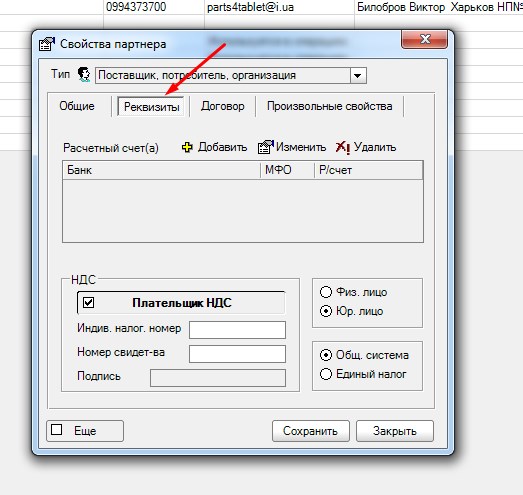 0994373700 parts4tablet@i.ua Билобров Виктор Харьков НП№
Свойства партнера
Тип Поставщик, потребитель, организация
Общие Реквизиты Договор Произвольные свойства
Расчетный счет(а) Добавить Изменить Удалить
Банк МФО Р/счет
НДС
Плательщик НДС
Физ. лицо
Юр. лицо
Индив. налог. номер
Номер свидет-ва
Общ. система
Подпись
Единый налог
Еще Сохранить Закрыть